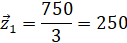 z⃗₁ = 750/3 = 250